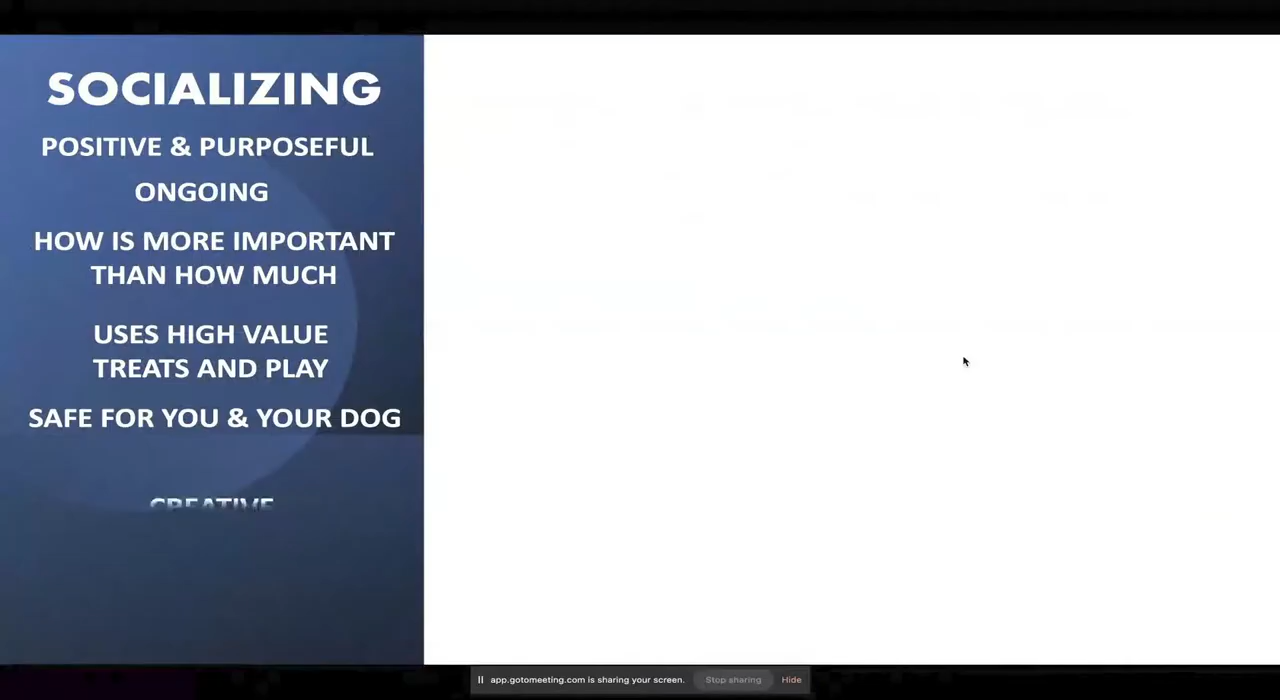 SOCIALIZING
POSITIVE & PURPOSEFUL
ONGOING
HOW IS MORE IMPORTANT
THAN HOW MUCH
USES HIGH VALUE
TREATS AND PLAY
SAFE FOR YOU & YOUR DOG
CREATIVE
app.gotomeeting.com is sharing your screen.
Stop sharing
Hide